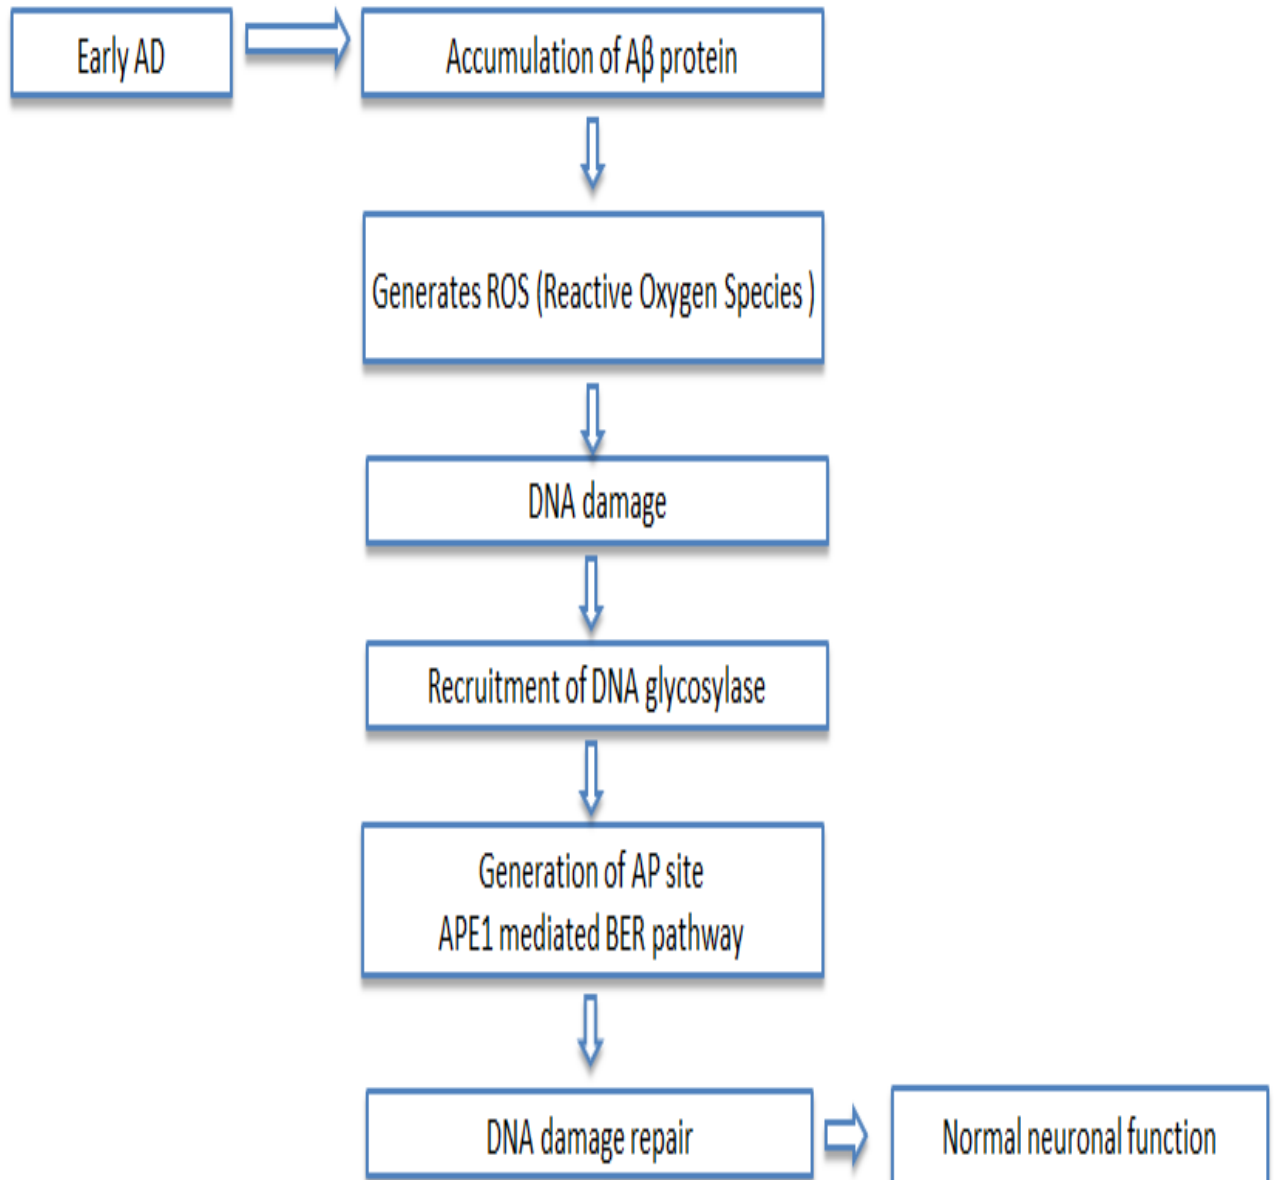 Early AD
Accumulation of Aβ protein
Generates ROS (Reactive Oxygen Species )
DNA damage
Recruitment of DNA glycosylase
Generation of AP site
APE1 mediated BER pathway
DNA damage repair
Normal neuronal function